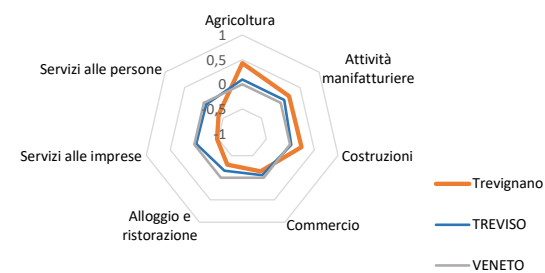 Agricoltura
1
0,5
0
-0,5
-1
Attività
manifatturiere
Costruzioni
Commercio
Alloggio e
ristorazione
Servizi alle imprese
Servizi alle persone
Trevignano
TREVISO
VENETO